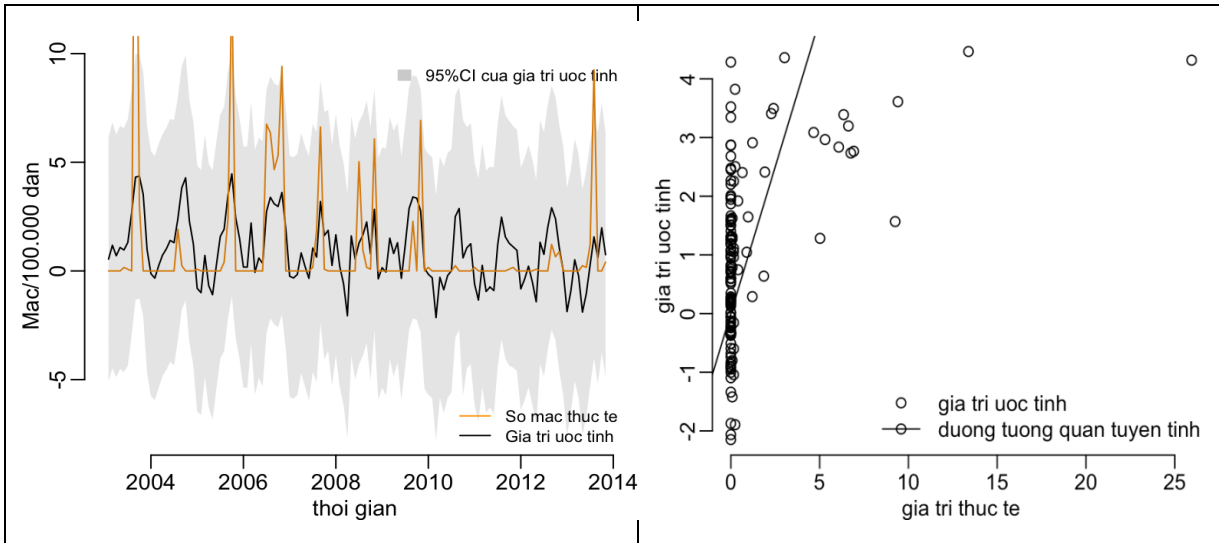 10
5
0
-5
Mac/100.000 dan
95%CI cua gia tri uoc tinh
So mac thuc te
Gia tri uoc tinh
2004 2006 2008 2010 2012 2014
thoi gian
4
3
2
1
0
-1
-2
gia tri uoc tinh
gia tri uoc tinh
duong tuong quan tuyen tinh
0 5 10 15 20 25
gia tri thuc te